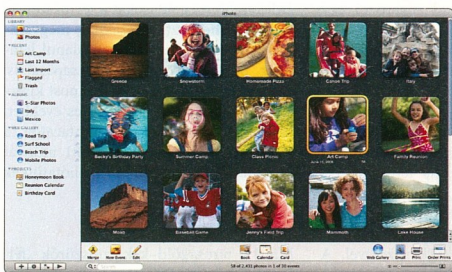 iPhoto
LIBRARY
Events
Photos
RECENT
Art Camp
Last 12 Months
Last Import
Flagged
Trash
ALBUMS
5-Star Photos
Italy
Mexico
WEB GALLERY
Road Trip
Surf School
Beach Trip
Mobile Photos
PROJECTS
Honeymoon Book
Reunion Calendar
Birthday Card
Greece
Snowstorm
Homemade Pizza
Canoe Trip
Italy
Becky's Birthday Party
Summer Camp
Class Picnic
Art Camp
Family Reunion
Moab
Baseball Game
Jenny's Field Trip
Mammoth
Lake House
Merge
New Event
Edit
Book
Calendar
Card
Web Gallery
Email
Print
Order Prints